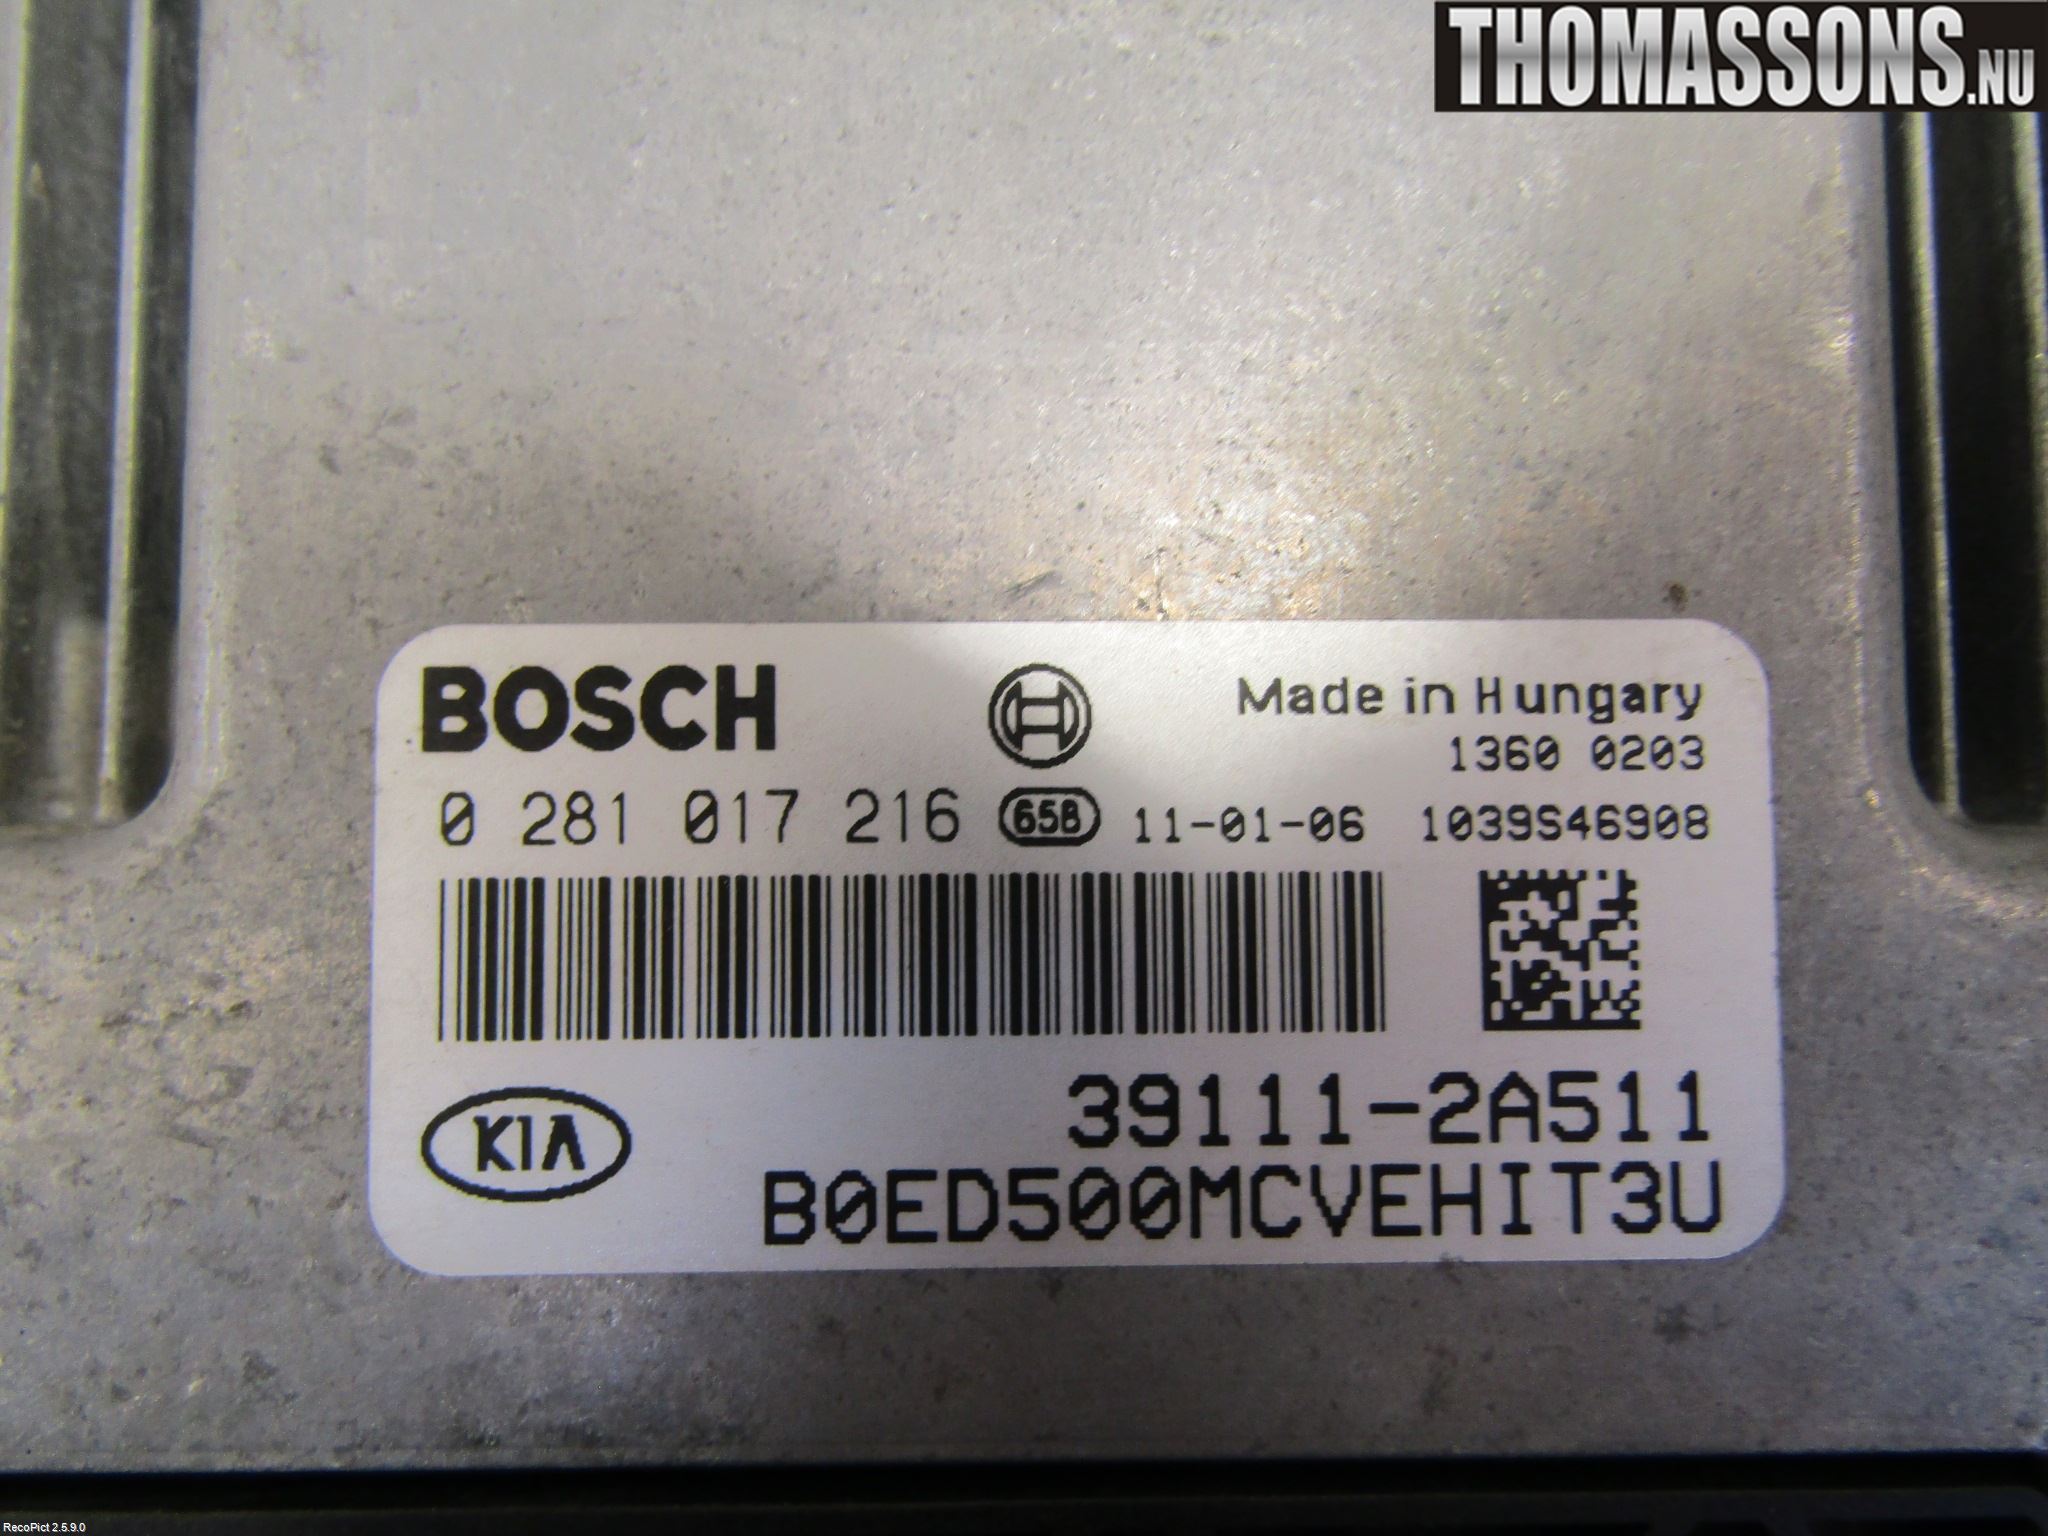 THOMASSONS.NU
BOSCH
Made in Hungary
1360 0203
0 281 017 216 65B 11-01-06 1039S46908
KIA
39111-2A511
B0ED500MCVEHIT3U
RecoPict 2.5.9.0